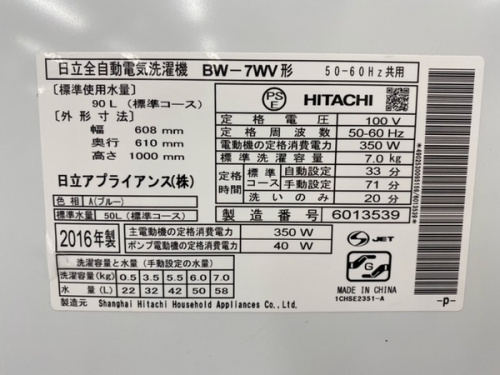 日立全自動電気洗濯機 BW-7WV形 50-60Hz共用
[標準使用水量]
90L (標準コース)
[外形寸法]
幅 608 mm
奥行 610 mm
高さ 1000 mm
日立アプライアンス(株)
色相 A(ブルー)
標準水量 50L (標準コース)
2016年製
主電動機の定格消費電力 350 W
ポンプ電動機の定格消費電力 40 W
洗濯容量と水量 (手動設定の水量)
洗濯容量(kg) 0.5 3.5 5.5 6.0 7.0
水量(L) 22 32 42 50 58
製造元 Shanghai Hitachi Household Appliances Co., Ltd.
PSE HITACHI
定格電圧 100 V
定格周波数 50-60 Hz
電動機の定格消費電力 350 W
標準洗濯容量 7.0 kg
定格時間 標準コース 自動設定 33 分
手動設定 71 分
洗いのみ 20 分
製造番号 6013539
S JET
G
MADE IN CHINA
1CHSE2351-A
-p-